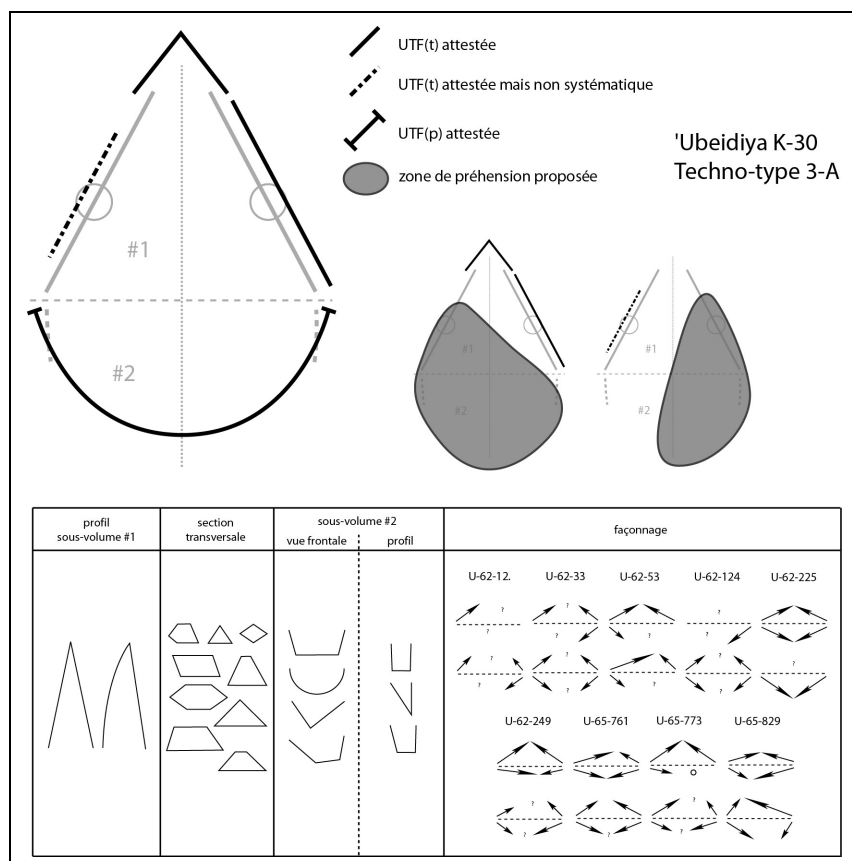 UTF(t) attestée
UTF(t) attestée mais non systématique
UTF(p) attestée
zone de préhension proposée
'Ubeidiya K-30
Techno-type 3-A
#1
#2
#1
#2
#1
#2
profil
sous-volume #1
section
transversale
sous-volume #2
vue frontale
profil
façonnage
U-62-12.
U-62-33
U-62-53
U-62-124
U-62-225
? ? ?
? ? ? ?
? ? ? ?
? ? ? ?
U-62-249
U-65-761
U-65-773
U-65-829
? ?
? ?